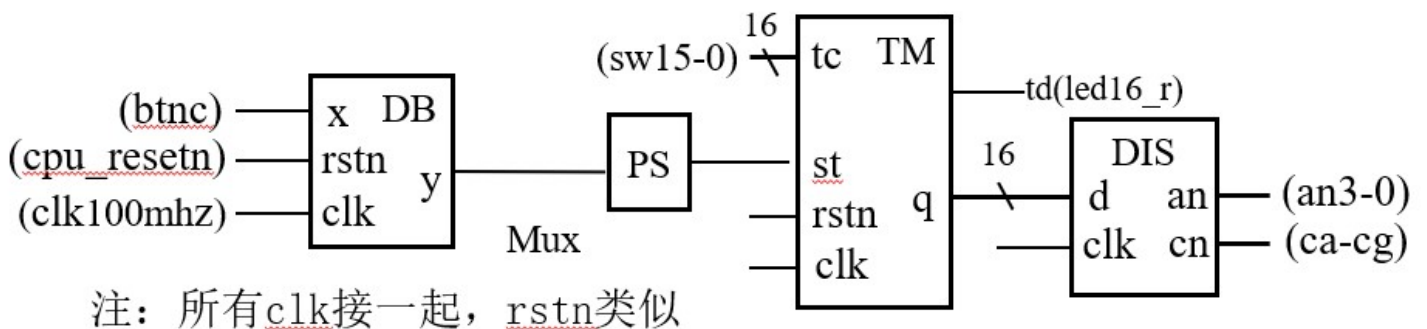 16
(sw15-0)
tc TM
td(led16_r)
(btnc)
x DB
(cpu_resetn)
rstn
y
(clk100mhz)
clk
PS
st
rstn
q
clk
16
DIS
d an
(an3-0)
clk cn
(ca-cg)
Mux
注：所有clk接一起，rstn类似